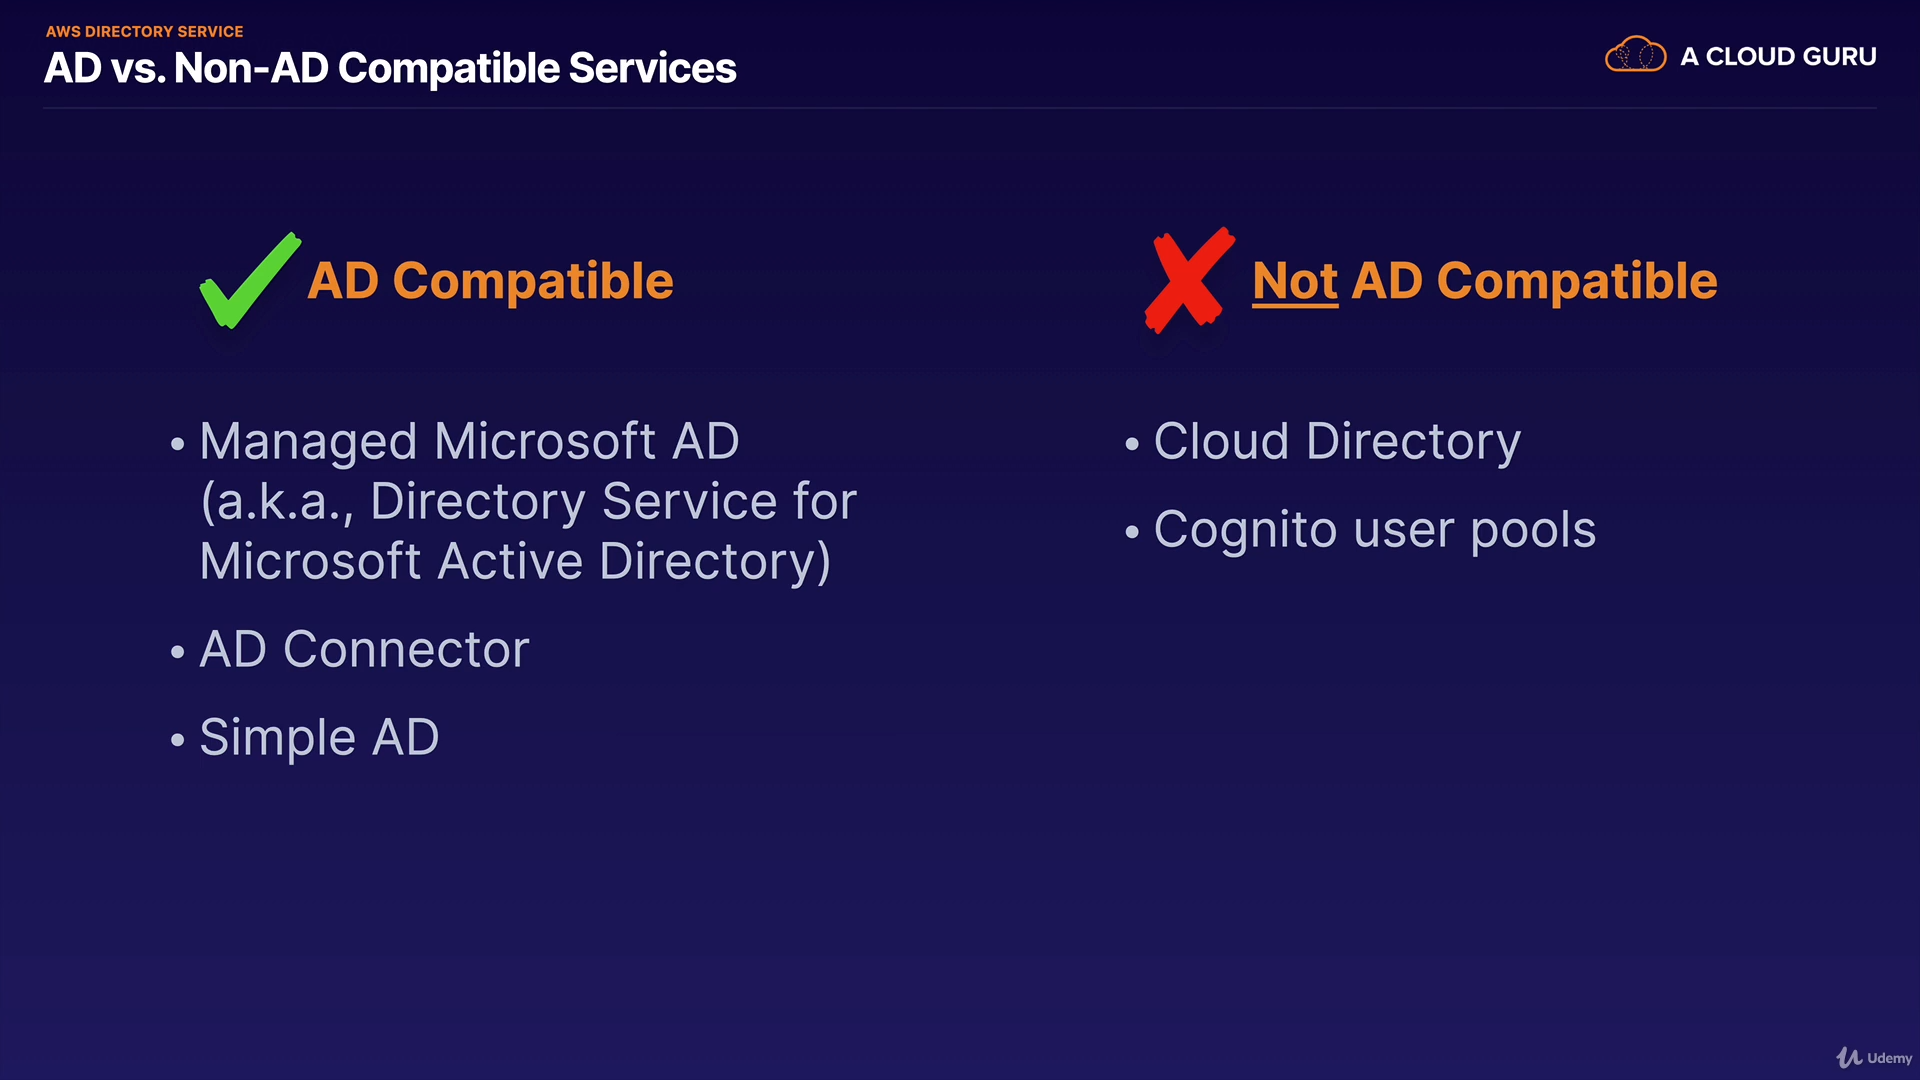 AWS DIRECTORY SERVICE
AD vs. Non-AD Compatible Services
A CLOUD GURU
AD Compatible
• Managed Microsoft AD
(a.k.a., Directory Service for
Microsoft Active Directory)
• AD Connector
• Simple AD
Not AD Compatible
• Cloud Directory
• Cognito user pools
Udemy